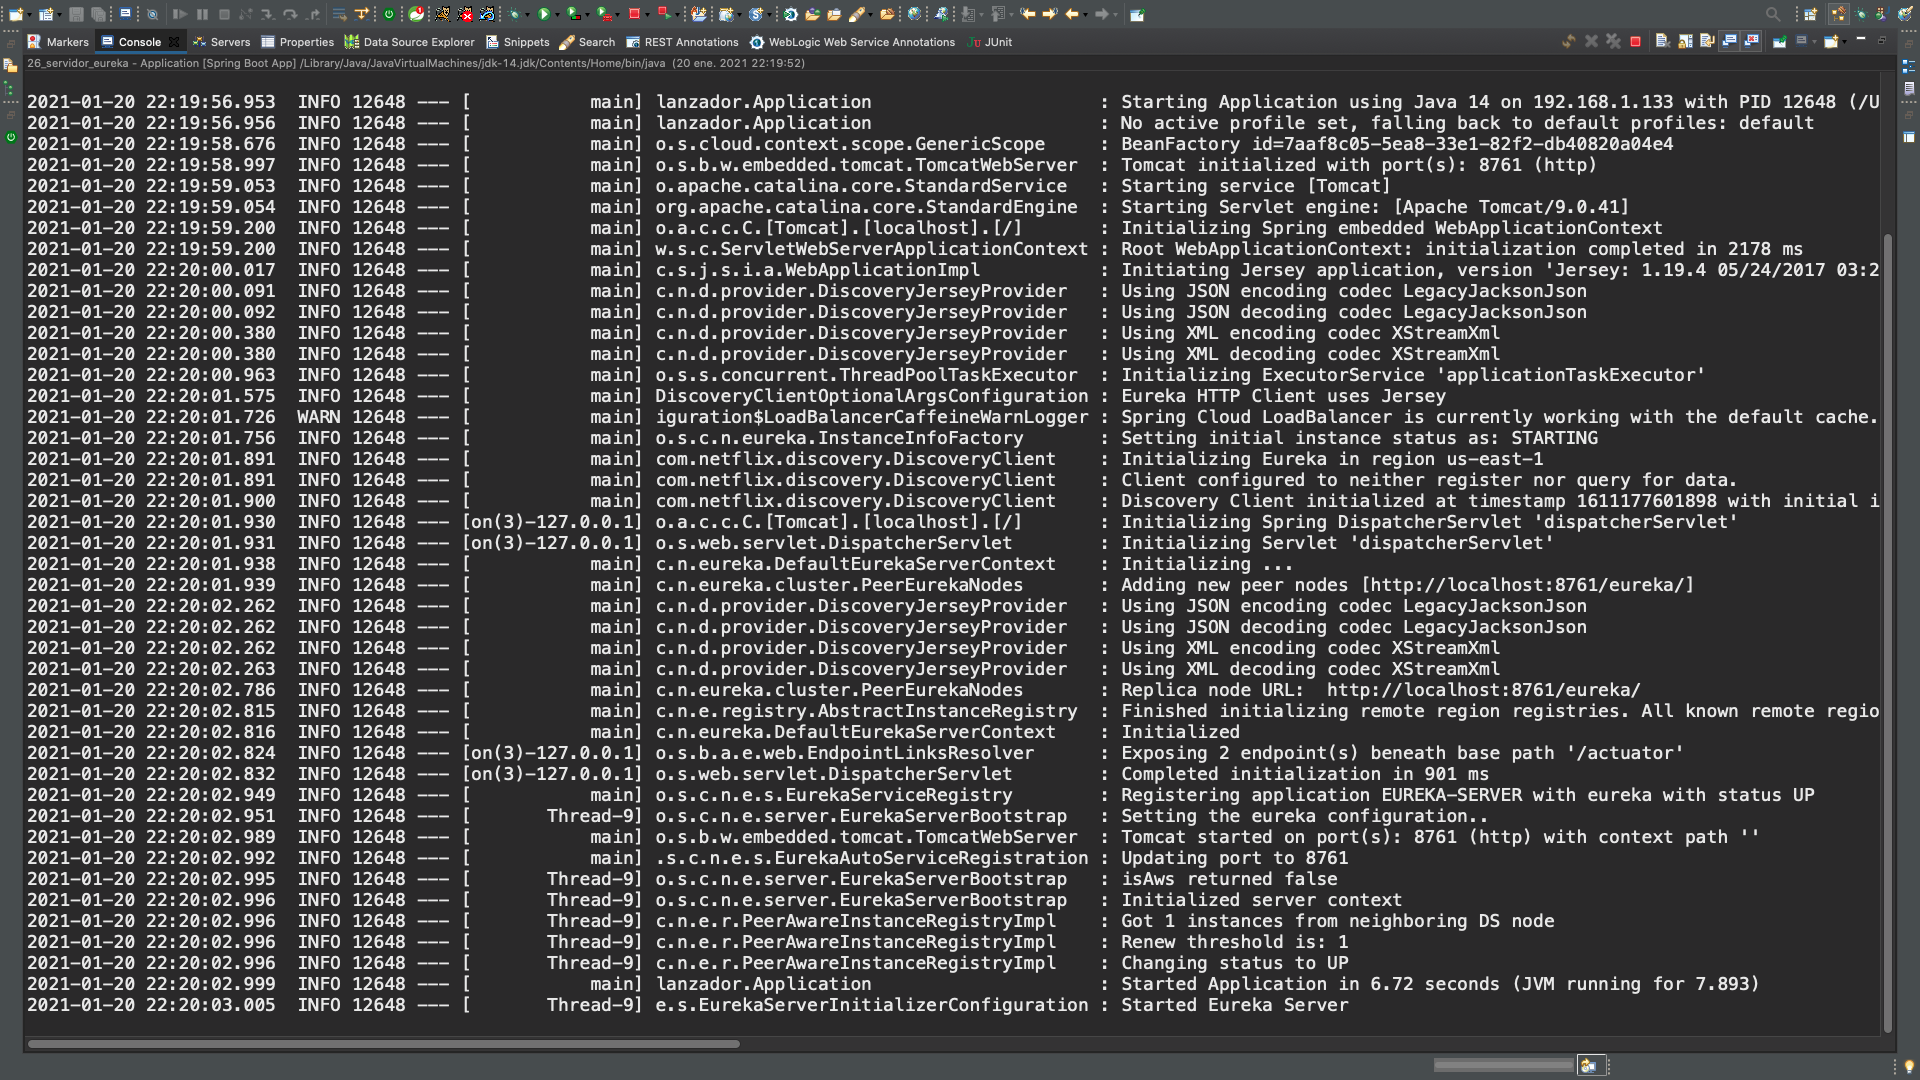 Markers Console Servers Properties Data Source Explorer Snippets Search REST Annotations WebLogic Web Service Annotations JUnit
26_servidor_eureka - Application [Spring Boot App] /Library/Java/JavaVirtualMachines/jdk-14.jdk/Contents/Home/bin/java (20 ene. 2021 22:19:52)
2021-01-20 22:19:56.953  INFO 12648 --- [           main] lanzador.Application                     : Starting Application using Java 14 on 192.168.1.133 with PID 12648 (/U
2021-01-20 22:19:56.956  INFO 12648 --- [           main] lanzador.Application                     : No active profile set, falling back to default profiles: default
2021-01-20 22:19:58.676  INFO 12648 --- [           main] o.s.cloud.context.scope.GenericScope     : BeanFactory id=7aaf8c05-5ea8-33e1-82f2-db40820a04e4
2021-01-20 22:19:58.997  INFO 12648 --- [           main] o.s.b.w.embedded.tomcat.TomcatWebServer  : Tomcat initialized with port(s): 8761 (http)
2021-01-20 22:19:59.053  INFO 12648 --- [           main] o.apache.catalina.core.StandardService   : Starting service [Tomcat]
2021-01-20 22:19:59.054  INFO 12648 --- [           main] org.apache.catalina.core.StandardEngine  : Starting Servlet engine: [Apache Tomcat/9.0.41]
2021-01-20 22:19:59.200  INFO 12648 --- [           main] o.a.c.c.C.[Tomcat].[localhost].[/]       : Initializing Spring embedded WebApplicationContext
2021-01-20 22:19:59.200  INFO 12648 --- [           main] w.s.c.ServletWebServerApplicationContext : Root WebApplicationContext: initialization completed in 2178 ms
2021-01-20 22:20:00.017  INFO 12648 --- [           main] c.s.j.s.i.a.WebApplicationImpl           : Initiating Jersey application, version 'Jersey: 1.19.4 05/24/2017 03:2
2021-01-20 22:20:00.091  INFO 12648 --- [           main] c.n.d.provider.DiscoveryJerseyProvider   : Using JSON encoding codec LegacyJacksonJson
2021-01-20 22:20:00.092  INFO 12648 --- [           main] c.n.d.provider.DiscoveryJerseyProvider   : Using JSON decoding codec LegacyJacksonJson
2021-01-20 22:20:00.380  INFO 12648 --- [           main] c.n.d.provider.DiscoveryJerseyProvider   : Using XML encoding codec XStreamXml
2021-01-20 22:20:00.380  INFO 12648 --- [           main] c.n.d.provider.DiscoveryJerseyProvider   : Using XML decoding codec XStreamXml
2021-01-20 22:20:00.963  INFO 12648 --- [           main] o.s.s.concurrent.ThreadPoolTaskExecutor  : Initializing ExecutorService 'applicationTaskExecutor'
2021-01-20 22:20:01.575  INFO 12648 --- [           main] DiscoveryClientOptionalArgsConfiguration : Eureka HTTP Client uses Jersey
2021-01-20 22:20:01.726  WARN 12648 --- [           main] iguration$LoadBalancerCaffeineWarnLogger : Spring Cloud LoadBalancer is currently working with the default cache.
2021-01-20 22:20:01.756  INFO 12648 --- [           main] o.s.c.n.eureka.InstanceInfoFactory       : Setting initial instance status as: STARTING
2021-01-20 22:20:01.891  INFO 12648 --- [           main] com.netflix.discovery.DiscoveryClient    : Initializing Eureka in region us-east-1
2021-01-20 22:20:01.891  INFO 12648 --- [           main] com.netflix.discovery.DiscoveryClient    : Client configured to neither register nor query for data.
2021-01-20 22:20:01.900  INFO 12648 --- [           main] com.netflix.discovery.DiscoveryClient    : Discovery Client initialized at timestamp 1611177601898 with initial i
2021-01-20 22:20:01.930  INFO 12648 --- [on(3)-127.0.0.1] o.a.c.c.C.[Tomcat].[localhost].[/]       : Initializing Spring DispatcherServlet 'dispatcherServlet'
2021-01-20 22:20:01.931  INFO 12648 --- [on(3)-127.0.0.1] o.s.web.servlet.DispatcherServlet        : Initializing Servlet 'dispatcherServlet'
2021-01-20 22:20:01.938  INFO 12648 --- [           main] c.n.eureka.DefaultEurekaServerContext    : Initializing ...
2021-01-20 22:20:01.939  INFO 12648 --- [           main] c.n.eureka.cluster.PeerEurekaNodes       : Adding new peer nodes [http://localhost:8761/eureka/]
2021-01-20 22:20:02.262  INFO 12648 --- [           main] c.n.d.provider.DiscoveryJerseyProvider   : Using JSON encoding codec LegacyJacksonJson
2021-01-20 22:20:02.262  INFO 12648 --- [           main] c.n.d.provider.DiscoveryJerseyProvider   : Using JSON decoding codec LegacyJacksonJson
2021-01-20 22:20:02.262  INFO 12648 --- [           main] c.n.d.provider.DiscoveryJerseyProvider   : Using XML encoding codec XStreamXml
2021-01-20 22:20:02.263  INFO 12648 --- [           main] c.n.d.provider.DiscoveryJerseyProvider   : Using XML decoding codec XStreamXml
2021-01-20 22:20:02.786  INFO 12648 --- [           main] c.n.eureka.cluster.PeerEurekaNodes       : Replica node URL:  http://localhost:8761/eureka/
2021-01-20 22:20:02.815  INFO 12648 --- [           main] c.n.e.registry.AbstractInstanceRegistry  : Finished initializing remote region registries. All known remote regio
2021-01-20 22:20:02.816  INFO 12648 --- [           main] c.n.eureka.DefaultEurekaServerContext    : Initialized
2021-01-20 22:20:02.824  INFO 12648 --- [on(3)-127.0.0.1] o.s.b.a.e.web.EndpointLinksResolver      : Exposing 2 endpoint(s) beneath base path '/actuator'
2021-01-20 22:20:02.832  INFO 12648 --- [on(3)-127.0.0.1] o.s.web.servlet.DispatcherServlet        : Completed initialization in 901 ms
2021-01-20 22:20:02.949  INFO 12648 --- [           main] o.s.c.n.e.s.EurekaServiceRegistry        : Registering application EUREKA-SERVER with eureka with status UP
2021-01-20 22:20:02.951  INFO 12648 --- [       Thread-9] o.s.c.n.e.server.EurekaServerBootstrap   : Setting the eureka configuration..
2021-01-20 22:20:02.989  INFO 12648 --- [           main] o.s.b.w.embedded.tomcat.TomcatWebServer  : Tomcat started on port(s): 8761 (http) with context path ''
2021-01-20 22:20:02.992  INFO 12648 --- [           main] .s.c.n.e.s.EurekaAutoServiceRegistration : Updating port to 8761
2021-01-20 22:20:02.995  INFO 12648 --- [       Thread-9] o.s.c.n.e.server.EurekaServerBootstrap   : isAws returned false
2021-01-20 22:20:02.996  INFO 12648 --- [       Thread-9] o.s.c.n.e.server.EurekaServerBootstrap   : Initialized server context
2021-01-20 22:20:02.996  INFO 12648 --- [       Thread-9] c.n.e.r.PeerAwareInstanceRegistryImpl    : Got 1 instances from neighboring DS node
2021-01-20 22:20:02.996  INFO 12648 --- [       Thread-9] c.n.e.r.PeerAwareInstanceRegistryImpl    : Renew threshold is: 1
2021-01-20 22:20:02.996  INFO 12648 --- [       Thread-9] c.n.e.r.PeerAwareInstanceRegistryImpl    : Changing status to UP
2021-01-20 22:20:02.999  INFO 12648 --- [           main] lanzador.Application                     : Started Application in 6.72 seconds (JVM running for 7.893)
2021-01-20 22:20:03.005  INFO 12648 --- [       Thread-9] e.s.EurekaServerInitializerConfiguration : Started Eureka Server